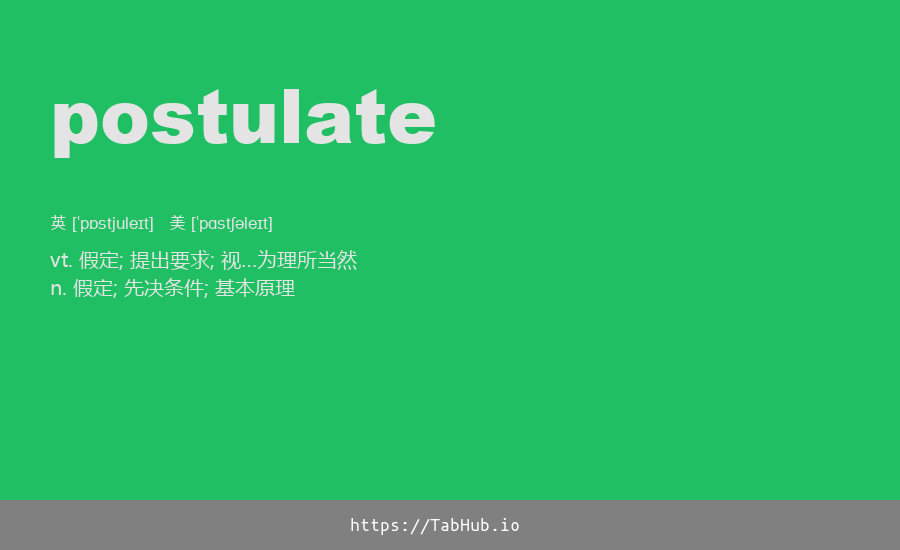 postulate
英 [ˈpɒstjuleɪt] 美 [ˈpɑstʃəleɪt]
vt. 假定; 提出要求; 视...为理所当然
n. 假定; 先决条件; 基本原理
https://TabHub.io